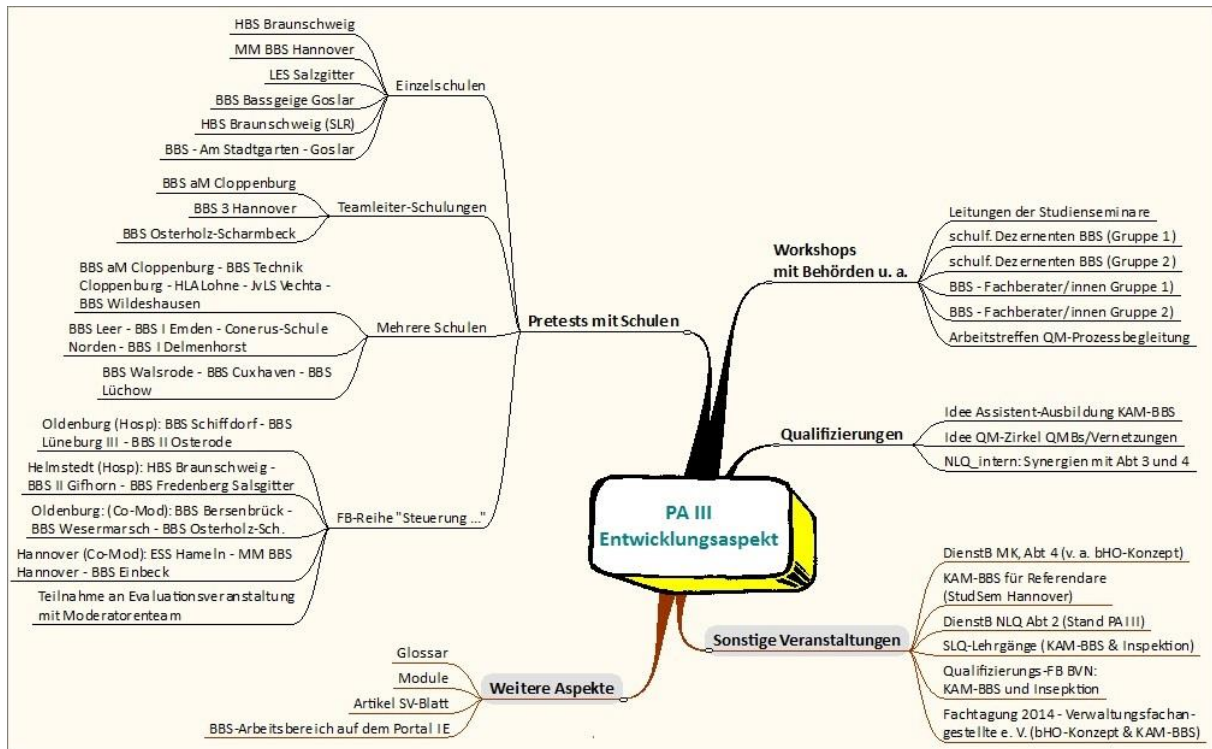 HBS Braunschweig
MM BBS Hannover
LES Salzgitter
BBS Bassgeige Goslar
HBS Braunschweig (SLR)
BBS - Am Stadtgarten - Goslar
Einzelschulen
BBS aM Cloppenburg
BBS 3 Hannover
BBS Osterholz-Scharmbeck
Teamleiter-Schulungen
BBS aM Cloppenburg - BBS Technik
Cloppenburg - HLA Lohne - JvLS Vechta -
BBS Wildeshausen
BBS Leer - BBS I Emden - Conerus-Schule
Norden - BBS I Delmenhorst
BBS Walsrode - BBS Cuxhaven - BBS
Lüchow
Mehrere Schulen
Oldenburg (Hosp): BBS Schiffdorf - BBS
Lüneburg III - BBS II Osterode
Helmstedt (Hosp): HBS Braunschweig -
BBS II Gifhorn - BBS Fredenberg Salsgitter
Oldenburg: (Co-Mod): BBS Bersenbrück -
BBS Wesermarsch - BBS Osterholz-Sch.
Hannover (Co-Mod): ESS Hameln - MM BBS
Hannover - BBS Einbeck
Teilnahme an Evaluationsveranstaltung
mit Moderatorenteam
FB-Reihe "Steuerung ..."
Pretests mit Schulen
Workshops
mit Behörden u. a.
Leitungen der Studienseminare
schulf. Dezernenten BBS (Gruppe 1)
schulf. Dezernenten BBS (Gruppe 2)
BBS - Fachberater/innen Gruppe 1)
BBS - Fachberater/innen Gruppe 2)
Arbeitstreffen QM-Prozessbegleitung
Qualifizierungen
Idee Assistent-Ausbildung KAM-BBS
Idee QM-Zirkel QMBs/Vernetzungen
NLQ_intern: Synergien mit Abt 3 und 4
PA III
Entwicklungsaspekt
Sonstige Veranstaltungen
DienstB MK, Abt 4 (v. a. bHO-Konzept)
KAM-BBS für Referendare
(StudSem Hannover)
DienstB NLQ Abt 2 (Stand PA III)
SLQ-Lehrgänge (KAM-BBS & Inspektion)
Qualifizierungs-FB BVN:
KAM-BBS und Insepktion
Fachtagung 2014 - Verwaltungsfachan-
gestellte e. V. (bHO-Konzept & KAM-BBS)
Weitere Aspekte
Glossar
Module
Artikel SV-Blatt
BBS-Arbeitsbereich auf dem Portal IE